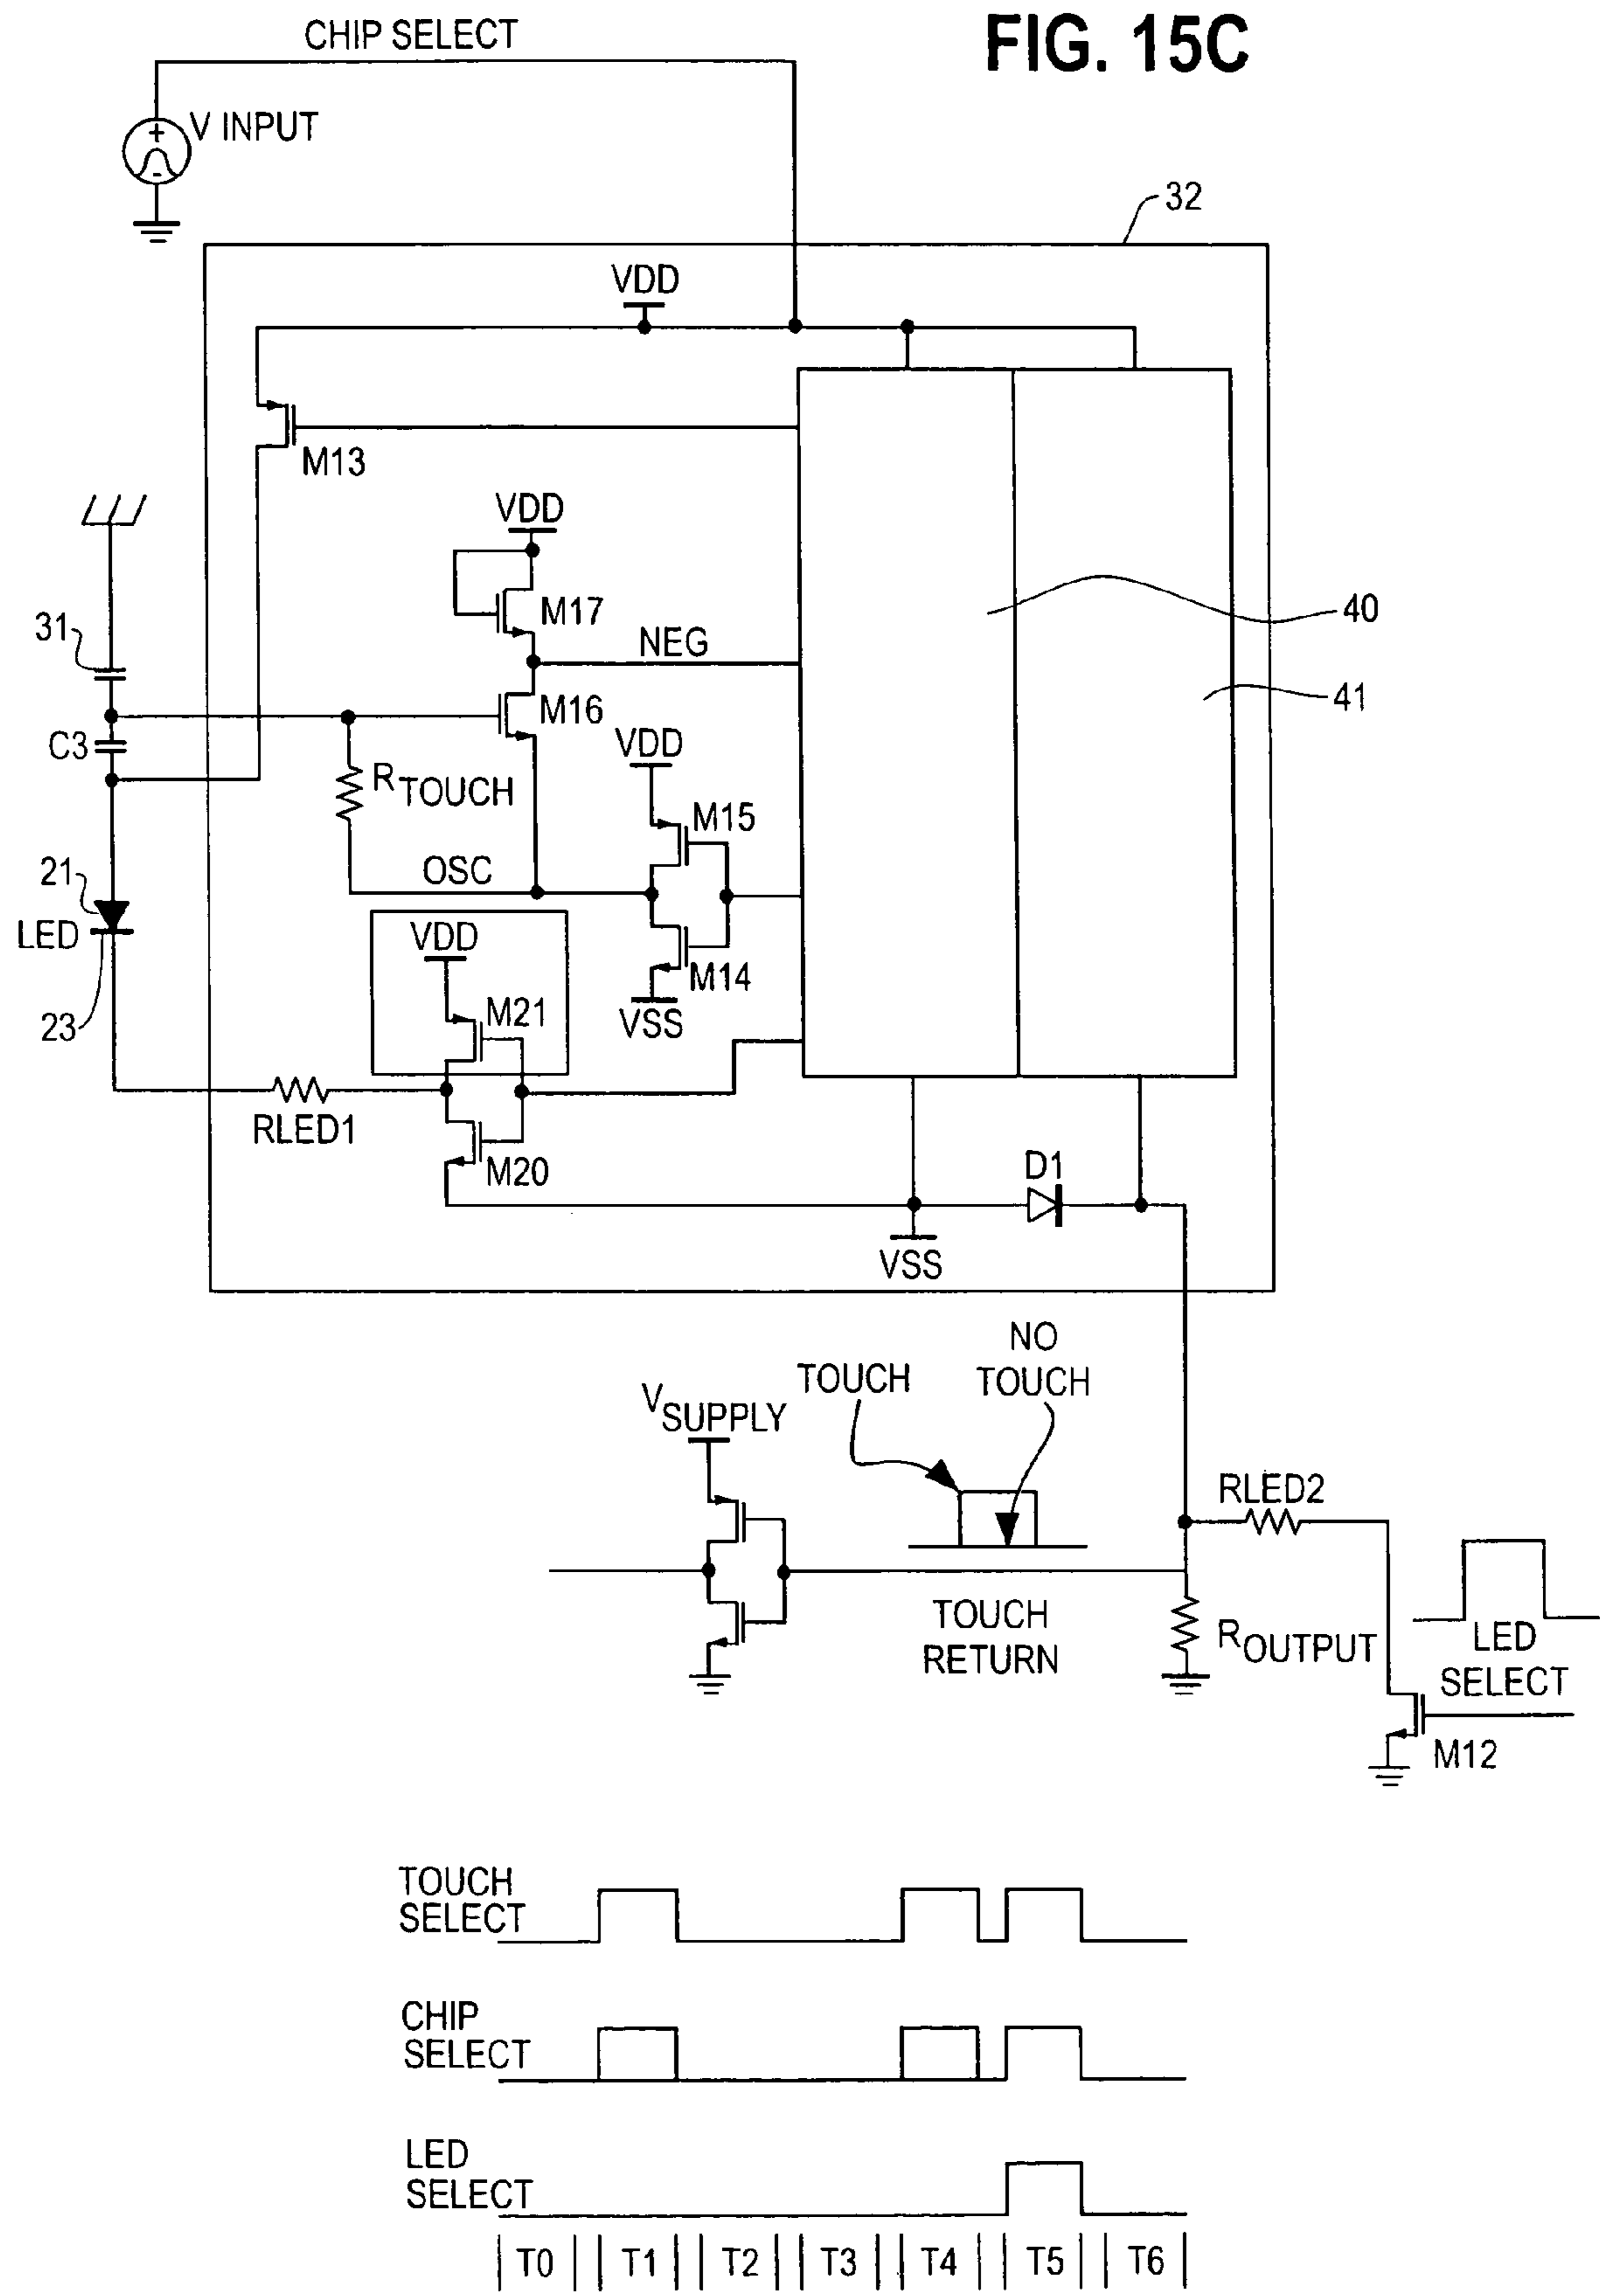 FIG. 15C
CHIP SELECT
V INPUT
+
-
32
VDD
M13
VDD
M17
NEG
40
31
M16
41
C3
VDD
RTOUCH
M15
21
OSC
LED
VDD
M14
23
M21
VSS
RLED1
M20
D1
VSS
NO
TOUCH
TOUCH
VSUPPLY
RLED2
TOUCH
RETURN
ROUTPUT
LED
SELECT
M12
TOUCH
SELECT
CHIP
SELECT
LED
SELECT
T0 T1 T2 T3 T4 T5 T6